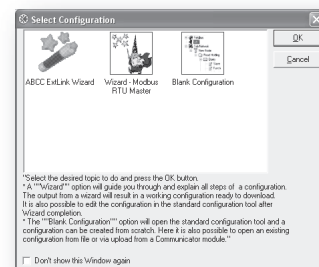 Select Configuration
OK
Cancel
ABCC ExtLink Wizard
Wizard - Modbus
RTU Master
Blank Configuration
"Select the desired topic to do and press the OK button.
* A ""Wizard"" option will guide you through and explain all steps of a configuration.
The output from a wizard will result in a working configuration ready to download.
It is also possible to edit the configuration in the standard configuration tool after
Wizard completion.
* The ""Blank Configuration"" option will open the standard configuration tool and a
configuration can be created from scratch. Here it is also possible to open an existing
configuration from file or via upload from a Communicator module."
Don't show this Window again